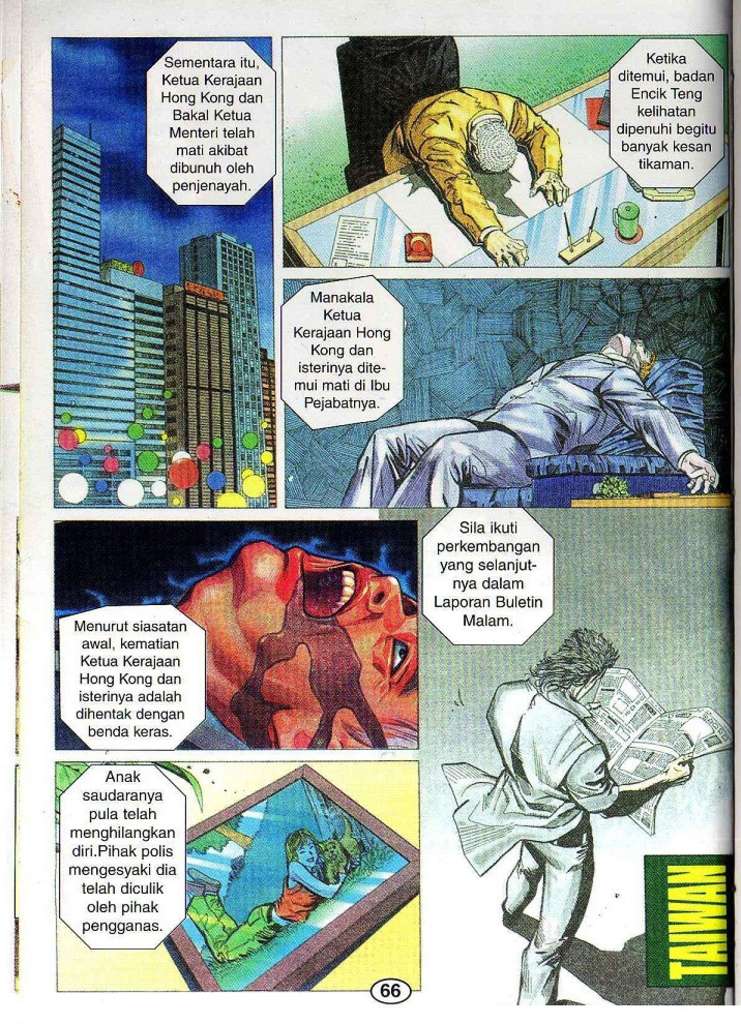 Sementara itu,
Ketua Kerajaan
Hong Kong dan
Bakal Ketua
Menteri telah
mati akibat
dibunuh oleh
penjenayah.
Ketika
ditemui, badan
Encik Teng
kelihatan
dipenuhi begitu
banyak kesan
tikaman.
Manakala
Ketua
Kerajaan Hong
Kong dan
isterinya dite-
mui mati di Ibu
Pejabatnya.
Menurut siasatan
awal, kematian
Ketua Kerajaan
Hong Kong dan
isterinya adalah
dihentak dengan
benda keras.
Sila ikuti
perkembangan
yang selanjut-
nya dalam
Laporan Buletin
Malam.
Anak
saudaranya
pula telah
menghilangkan
diri.Pihak polis
mengesyaki dia
telah diculik
oleh pihak
pengganas.
TAIWAN
66